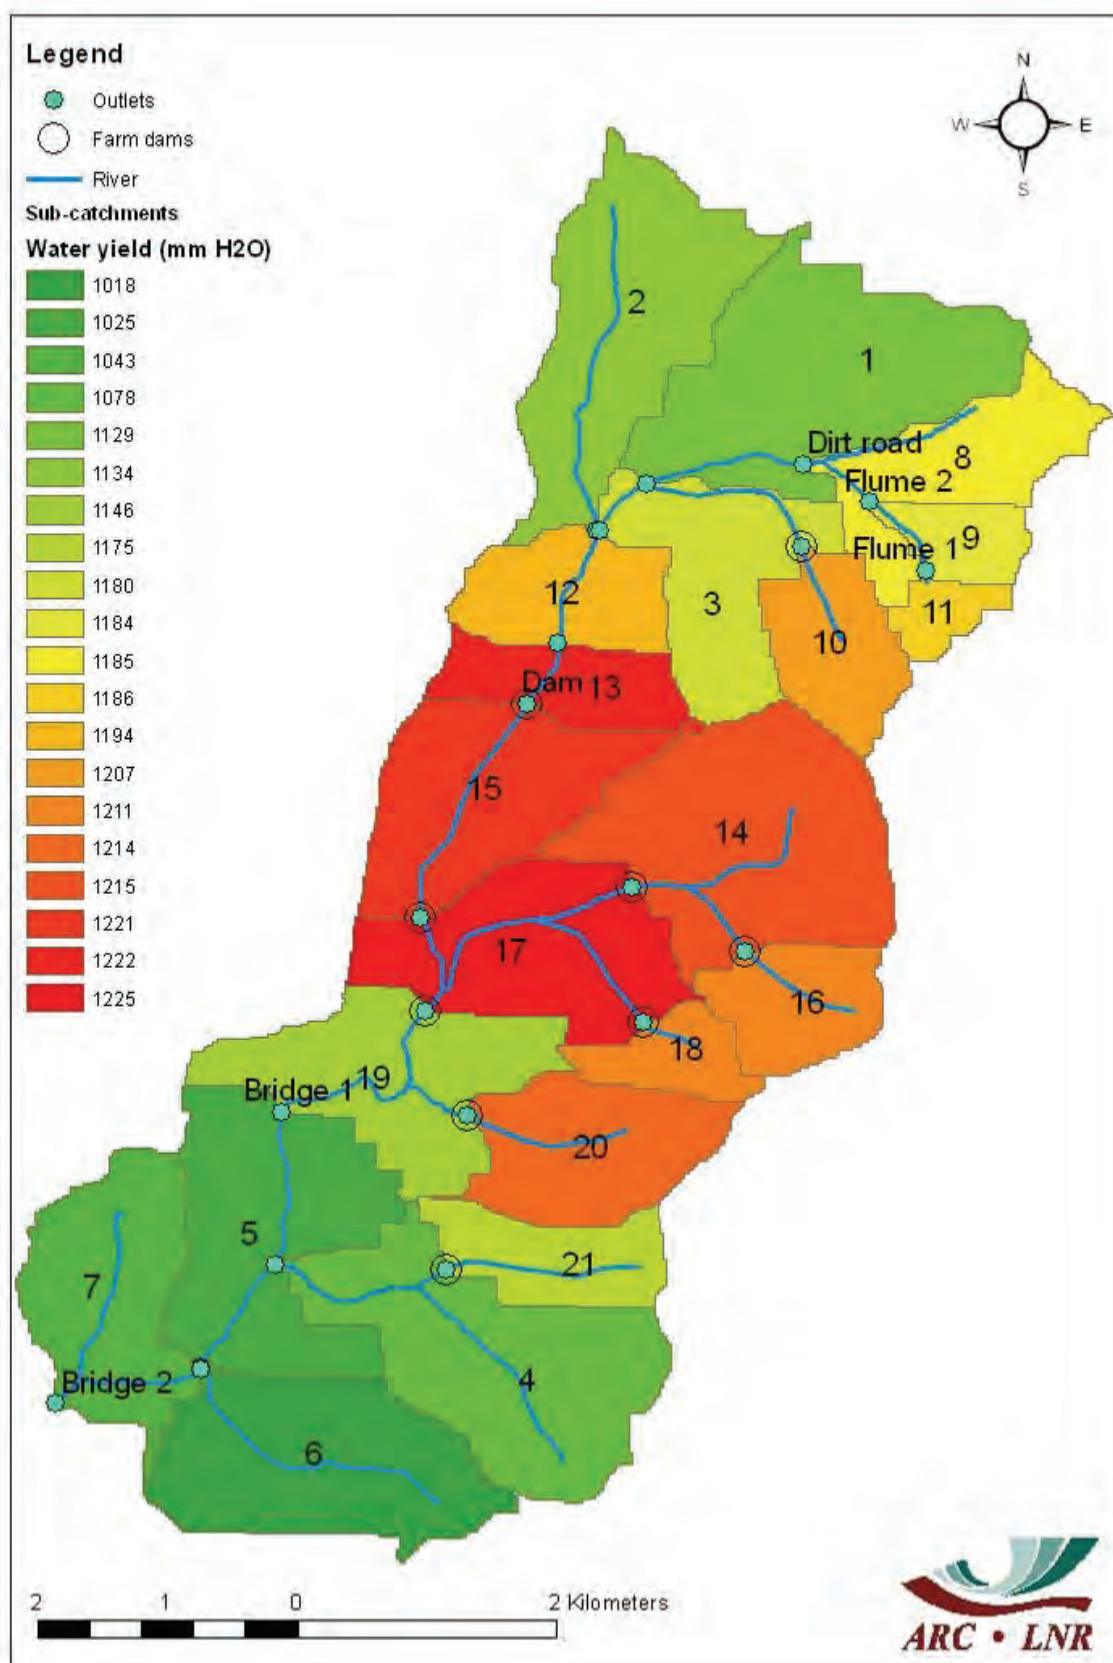 Legend
Outlets
Farm dams
River
Sub-catchments
Water yield (mm H2O)
1018
1025
1043
1078
1129
1134
1146
1175
1180
1184
1185
1186
1194
1207
1211
1214
1215
1221
1222
1225
N
W E
S
2
1
Dirt road
8
Flume 2
Flume 1 9
12
3
11
10
Dam 13
15
14
17
16
18
Bridge 1 19
20
5
21
7
Bridge 2
4
6
2 1 0 2 Kilometers
ARC • LNR